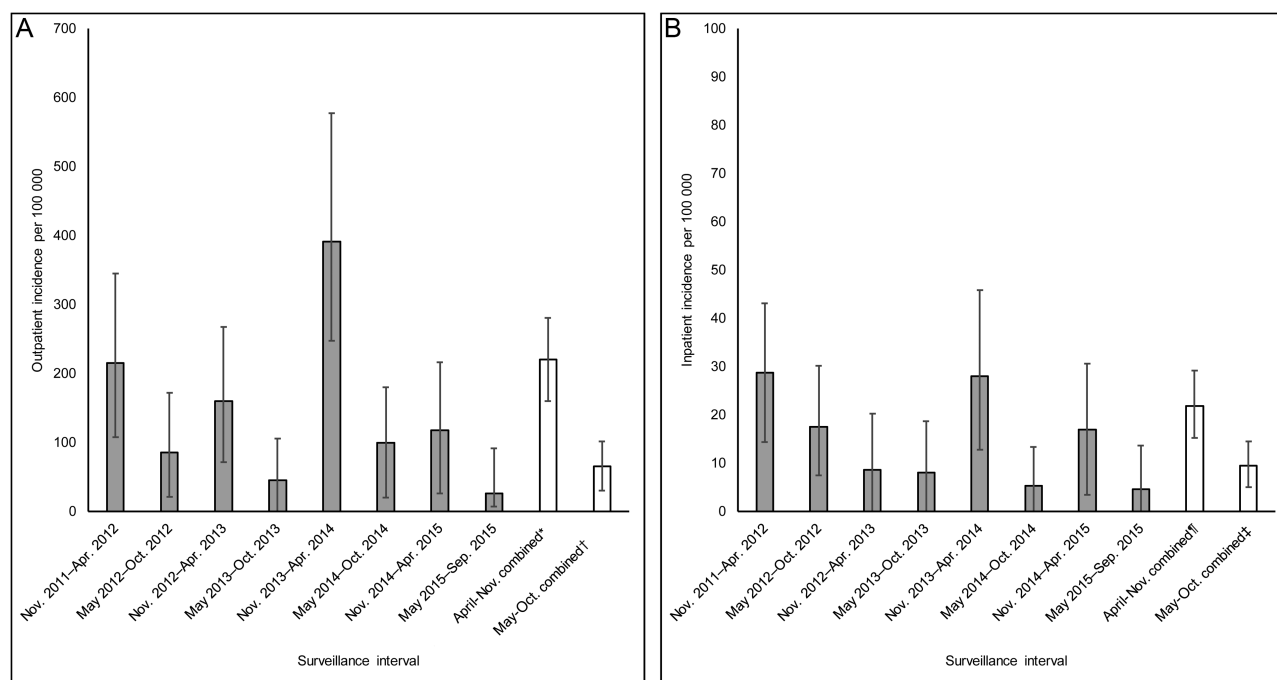 A
700
600
500
400
300
200
100
0
Outpatient incidence per 100 000
Nov. 2011–Apr. 2012
May 2012–Oct. 2012
Nov. 2012–Apr. 2013
May 2013–Oct. 2013
Nov. 2013–Apr. 2014
May 2014–Oct. 2014
Nov. 2014–Apr. 2015
May 2015–Sep. 2015
April-Nov. combined*
May-Oct. combined†
Surveillance interval
B
100
90
80
70
60
50
40
30
20
10
0
Inpatient incidence per 100 000
Nov. 2011–Apr. 2012
May 2012–Oct. 2012
Nov. 2012–Apr. 2013
May 2013–Oct. 2013
Nov. 2013–Apr. 2014
May 2014–Oct. 2014
Nov. 2014–Apr. 2015
May 2015–Sep. 2015
April-Nov. combined¶
May-Oct. combined‡
Surveillance interval